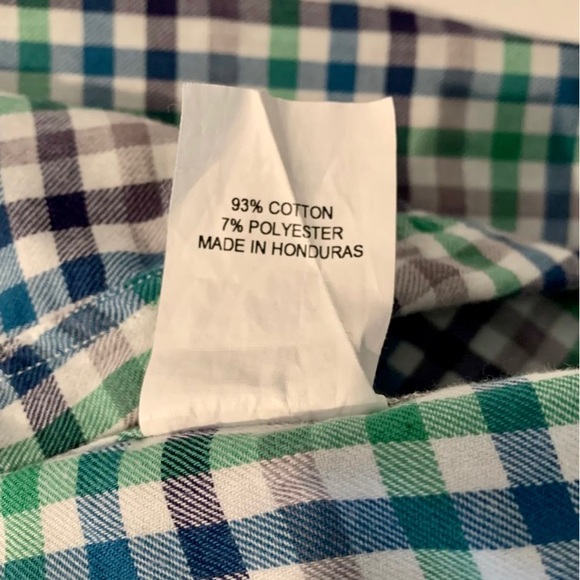 93% COTTON
7% POLYESTER
MADE IN HONDURAS